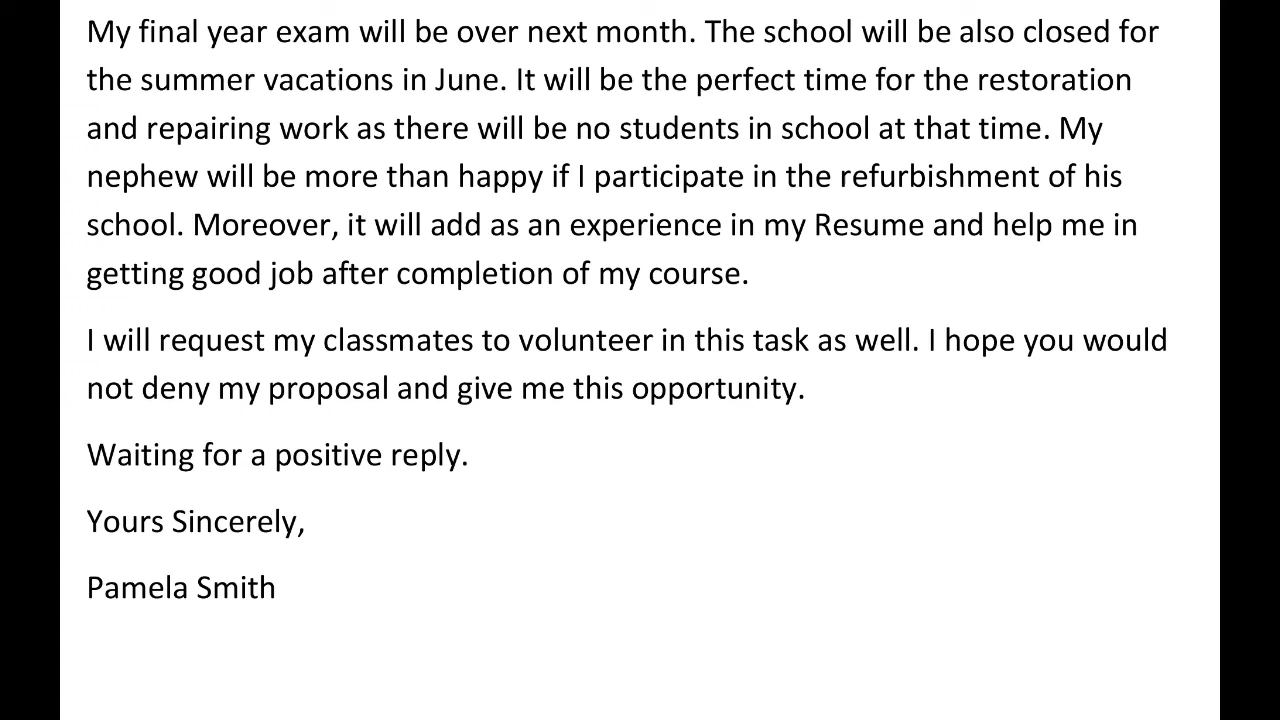 My final year exam will be over next month. The school will be also closed for
the summer vacations in June. It will be the perfect time for the restoration
and repairing work as there will be no students in school at that time. My
nephew will be more than happy if I participate in the refurbishment of his
school. Moreover, it will add as an experience in my Resume and help me in
getting good job after completion of my course.
I will request my classmates to volunteer in this task as well. I hope you would
not deny my proposal and give me this opportunity.
Waiting for a positive reply.
Yours Sincerely,
Pamela Smith